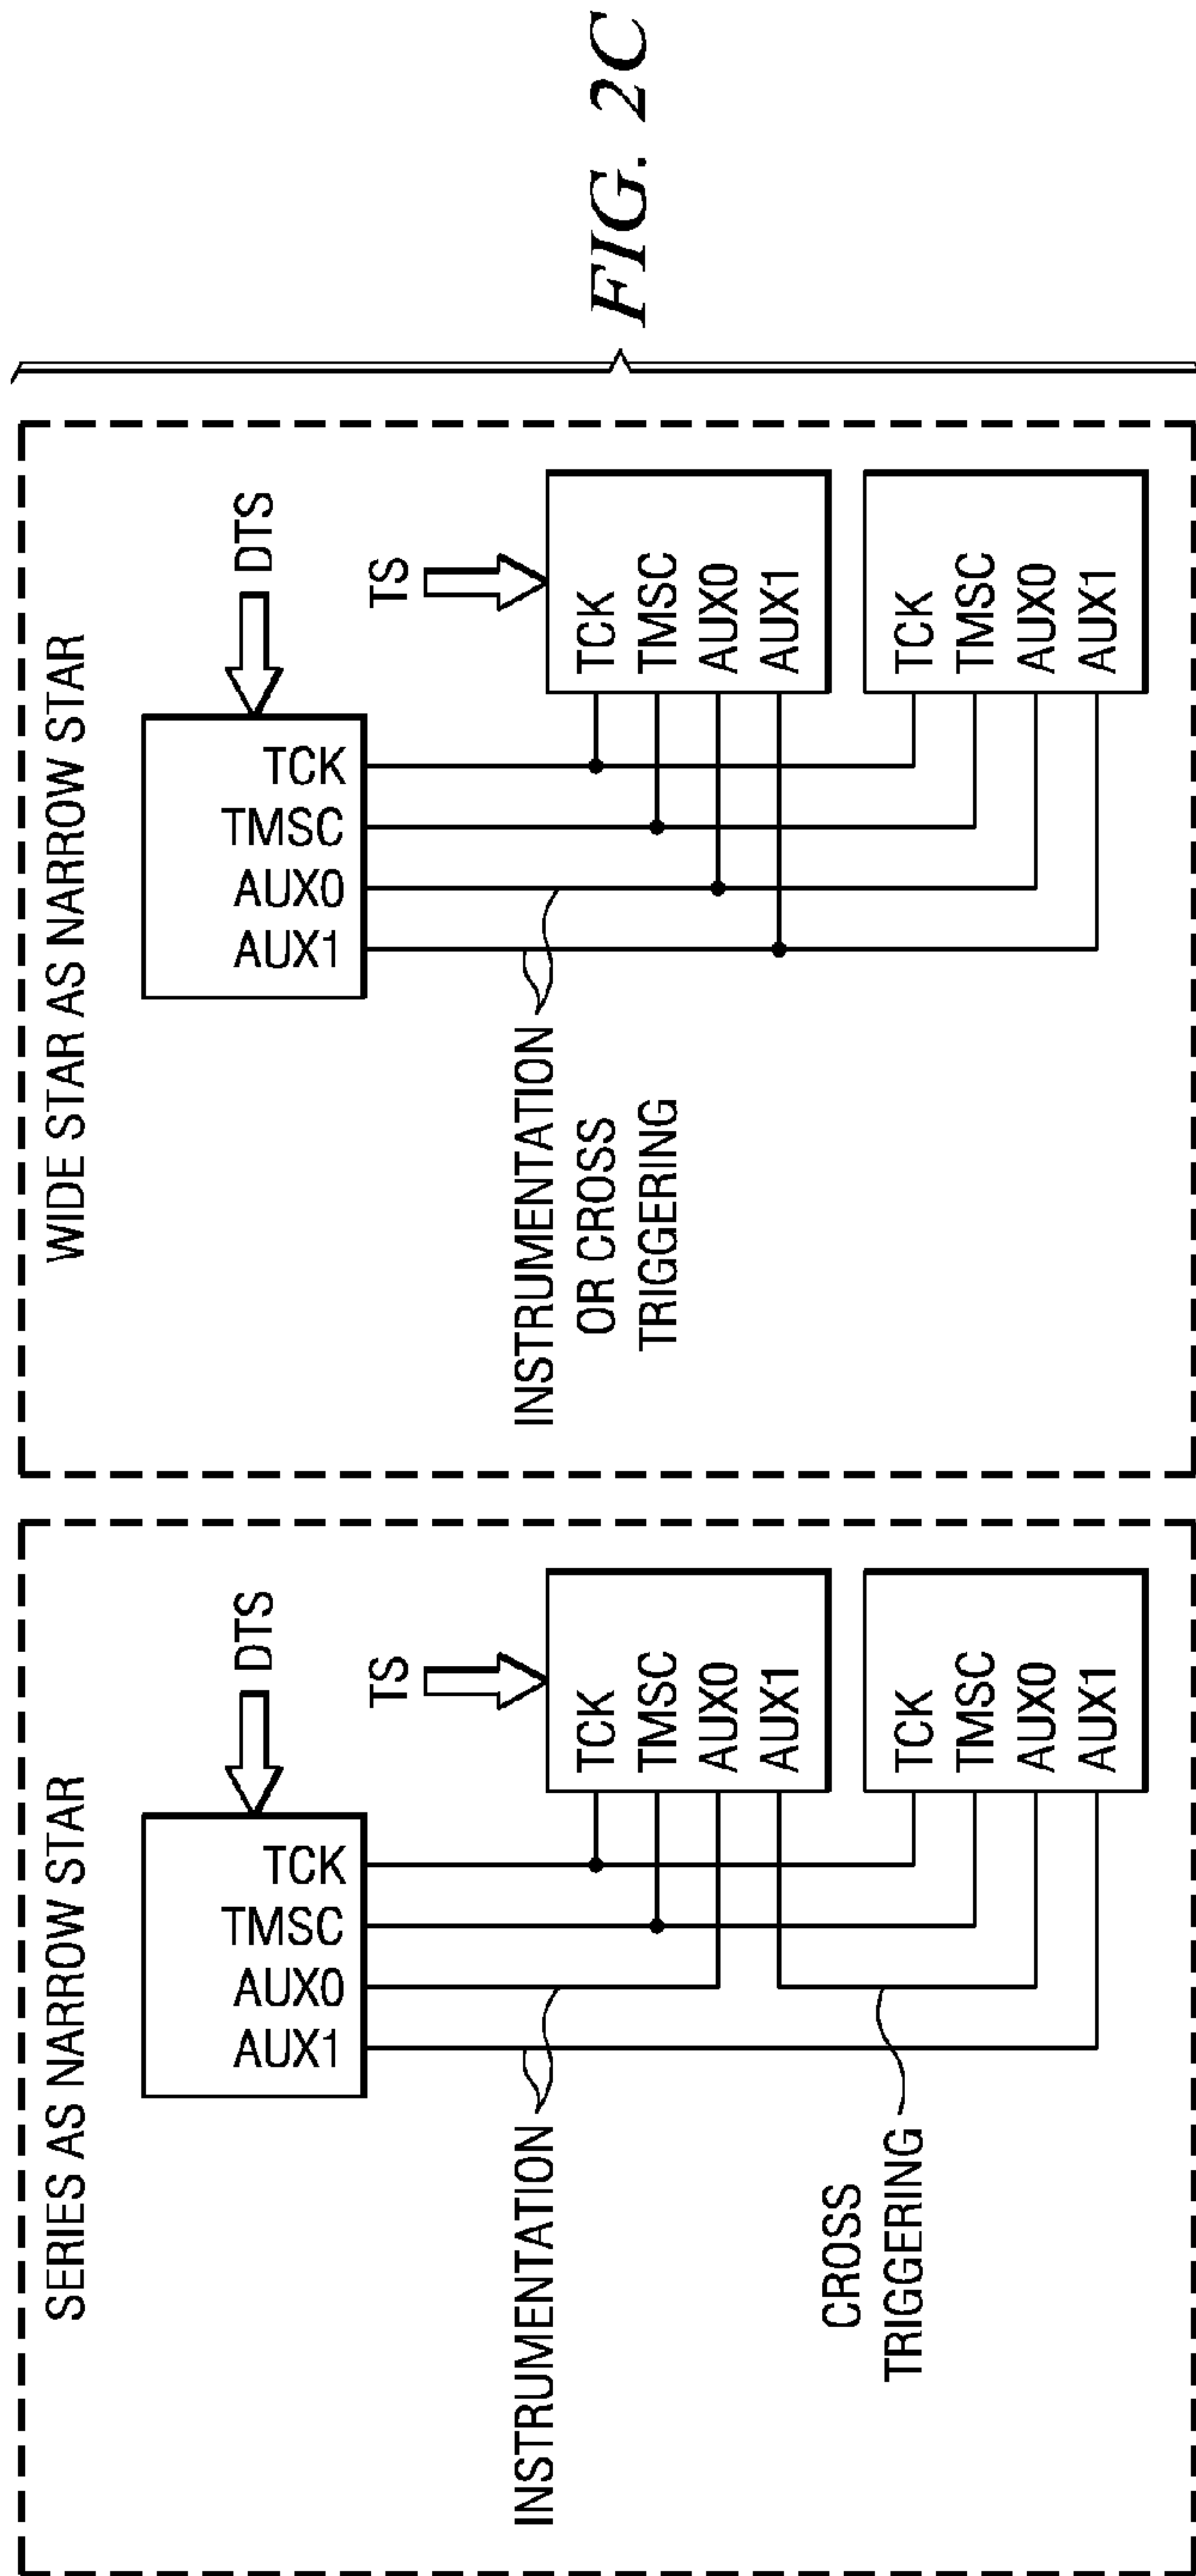 SERIES AS NARROW STAR
DTS
TCK
TMSC
AUX0
AUX1
TS
INSTRUMENTATION
TCK
TMSC
AUX0
AUX1
CROSS
TRIGGERING
TCK
TMSC
AUX0
AUX1
WIDE STAR AS NARROW STAR
DTS
TCK
TMSC
AUX0
AUX1
TS
INSTRUMENTATION
OR CROSS
TRIGGERING
TCK
TMSC
AUX0
AUX1
TCK
TMSC
AUX0
AUX1
FIG. 2C